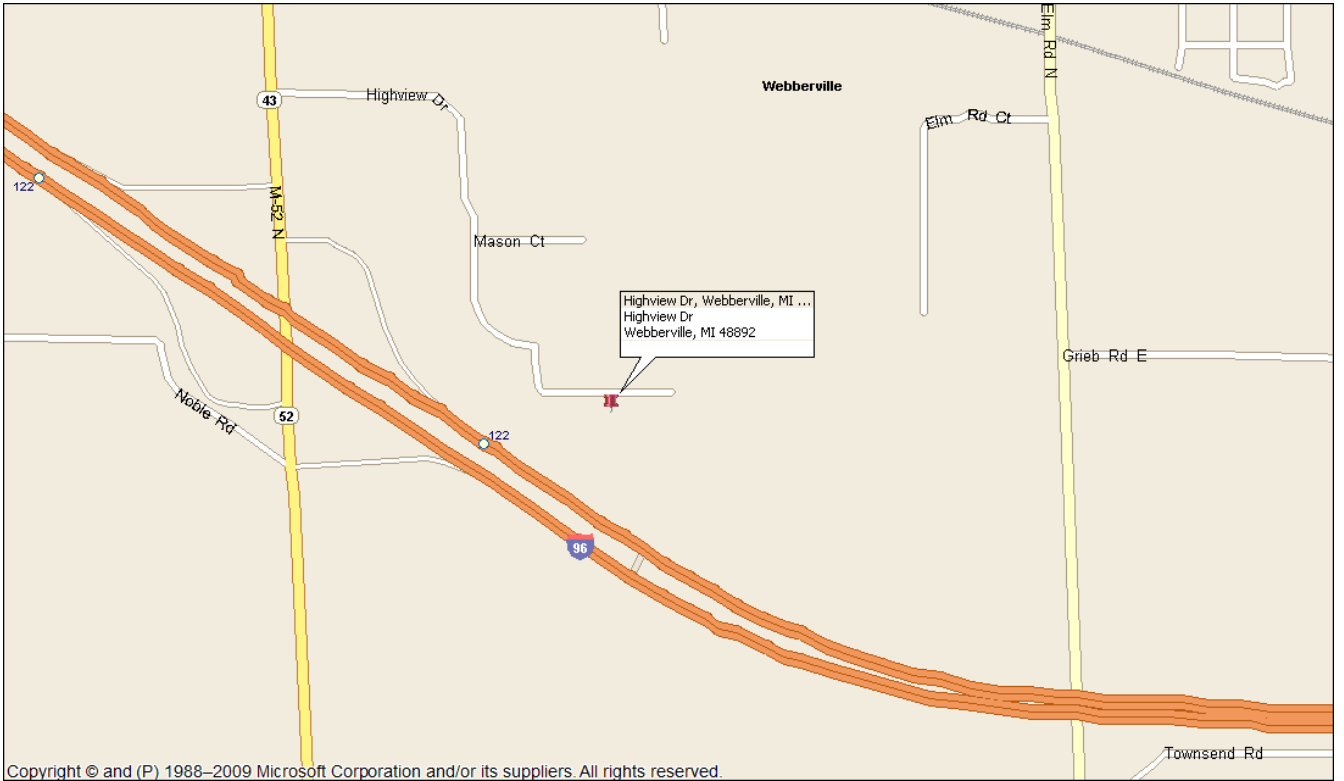 Elm Rd N
Webberville
43
Highview Dr
Elm Rd Ct
122
M-52 N
Mason Ct
Highview Dr, Webberville, MI ...
Highview Dr
Webberville, MI 48892
Grieb Rd E
Noble Rd
52
122
96
Townsend Rd
Copyright © and (P) 1988–2009 Microsoft Corporation and/or its suppliers. All rights reserved.